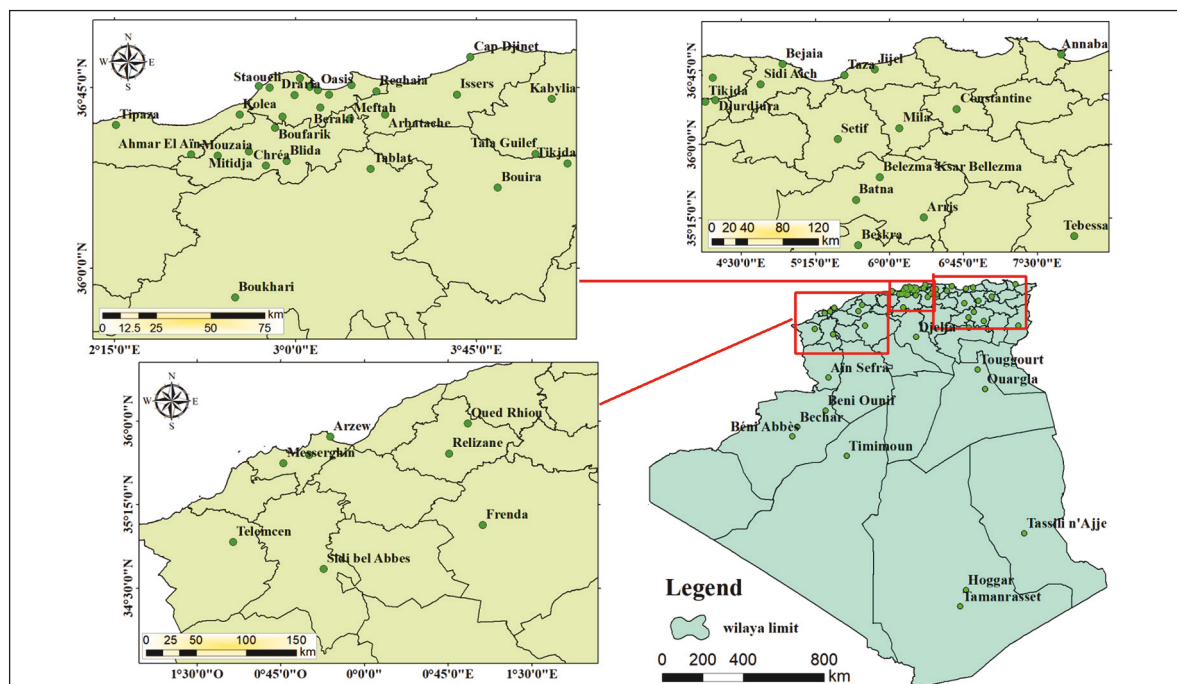 Cap Djinet
N
W E
S
Staoueli
Oasis
Reghaia
Draria
Issers
Kabylia
36°45'0"N
Kolea
Meftah
Tipaza
Beraki
Arbatache
Boufarik
Ahmar El Aïn
Mouzaia
Chréa
Blida
Tala Guilef
Tikjda
Mitidja
Tablat
Bouira
36°0'0"N
Boukhari
km
0 12.5 25 50 75
2°15'0"E 3°0'0"E 3°45'0"E
Annaba
Bejaia
Jijel
Taza
Sidi Aich
36°45'0"N
Tikjda
Djurdjura
Constantine
Mila
Setif
36°0'0"N
Belezma Ksar Bellezma
Batna
Arris
35°15'0"N
0 20 40 80 120
km
Beskra
Tebessa
4°30'0"E 5°15'0"E 6°0'0"E 6°45'0"E 7°30'0"E
N
W E
S
36°0'0"N
Arzew
Oued Rhiou
Messerghin
Relizane
35°15'0"N
Frenda
Telemcen
Sidi bel Abbes
34°30'0"N
0 25 50 100 150
km
1°30'0"O 0°45'0"O 0°0'0" 0°45'0"E 1°30'0"E
Djelfa
Touggourt
Aïn Sefra
Ouargla
Beni Ounif
Bechar
Béni Abbès
Timimoun
Tassili n'Ajje
Hoggar
Tamanrasset
Legend
wilaya limit
0 200 400 800
km